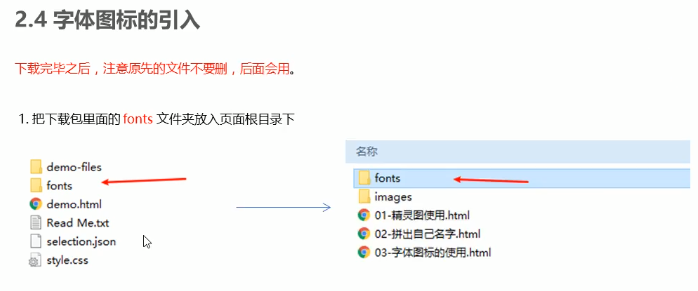 2.4 字体图标的引入
下载完毕之后，注意原先的文件不要删，后面会用。
1. 把下载包里面的 fonts 文件夹放入页面根目录下
demo-files
fonts
demo.html
Read Me.txt
selection.json
style.css
名称
fonts
images
01-精灵图使用.html
02-拼出自己名字.html
03-字体图标的使用.html